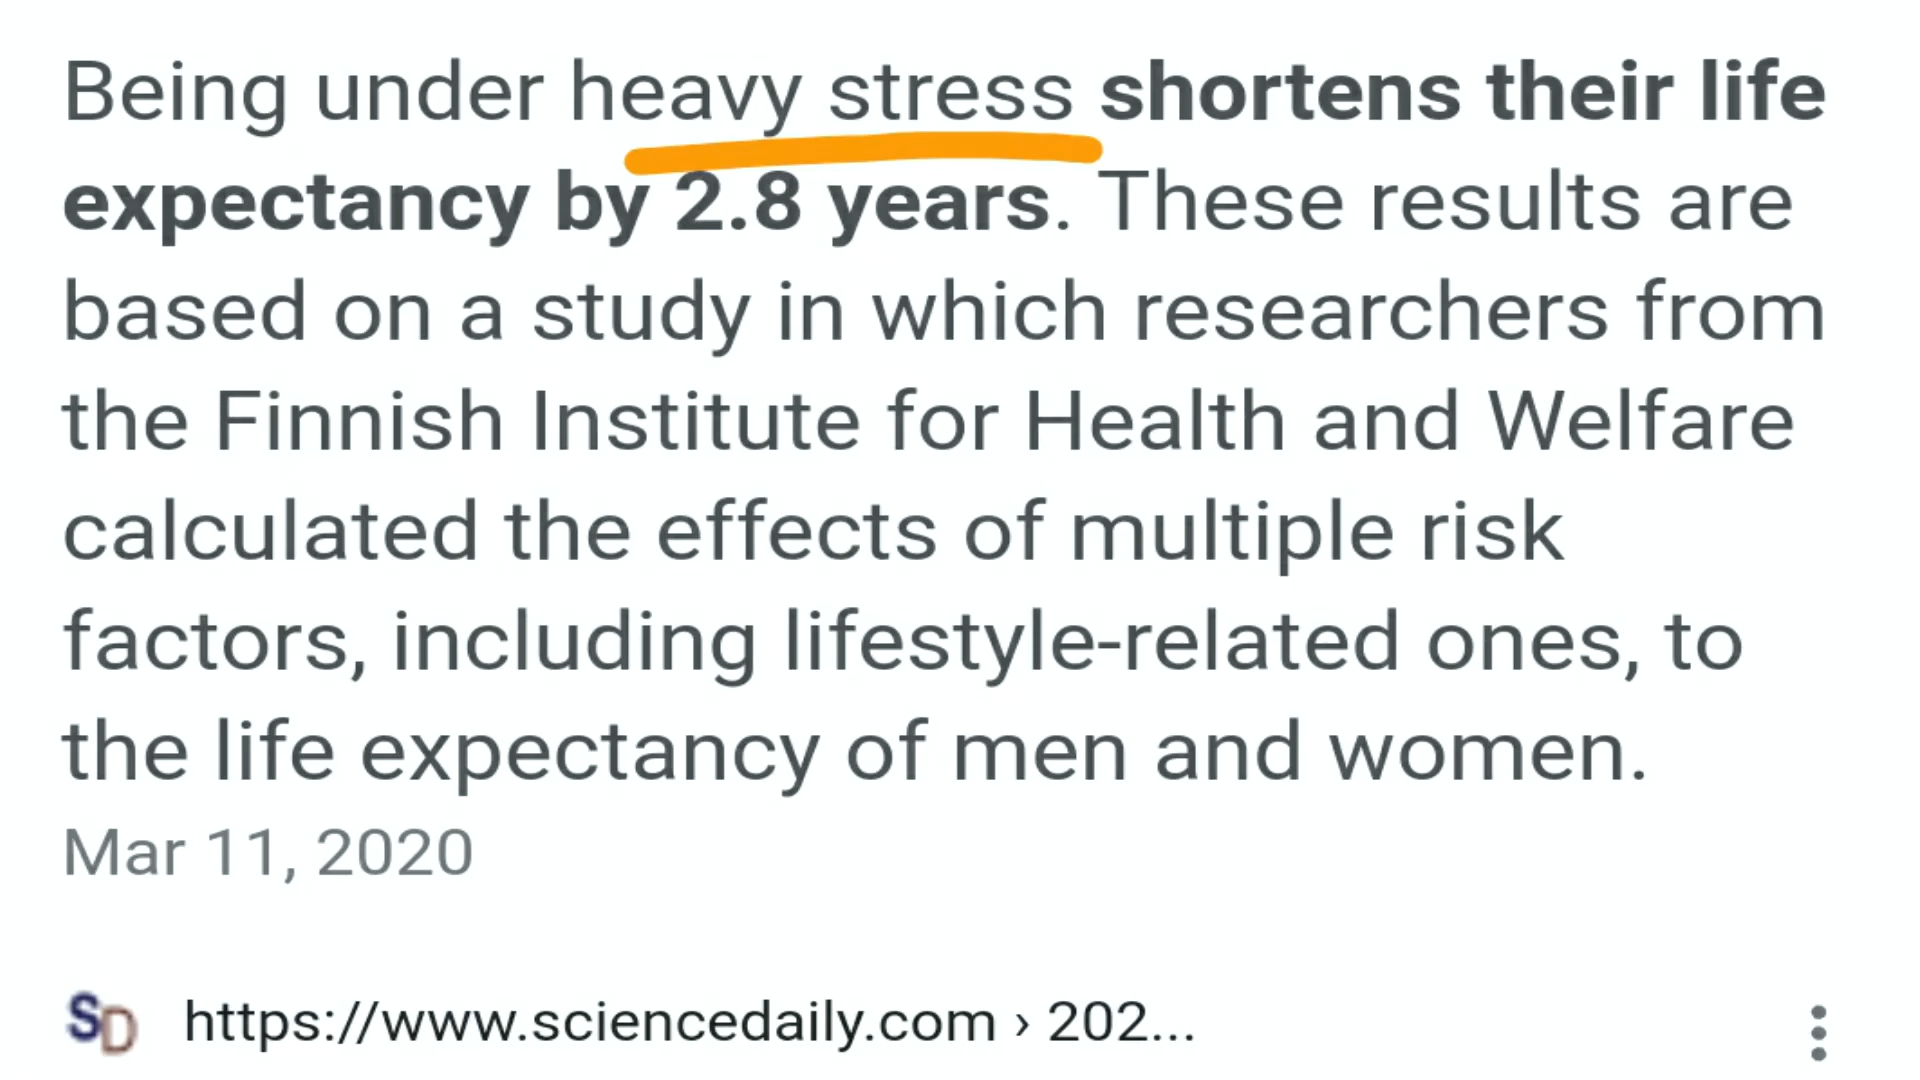 Being under heavy stress shortens their life
expectancy by 2.8 years. These results are
based on a study in which researchers from
the Finnish Institute for Health and Welfare
calculated the effects of multiple risk
factors, including lifestyle-related ones, to
the life expectancy of men and women.
Mar 11, 2020
SD https://www.sciencedaily.com › 202...